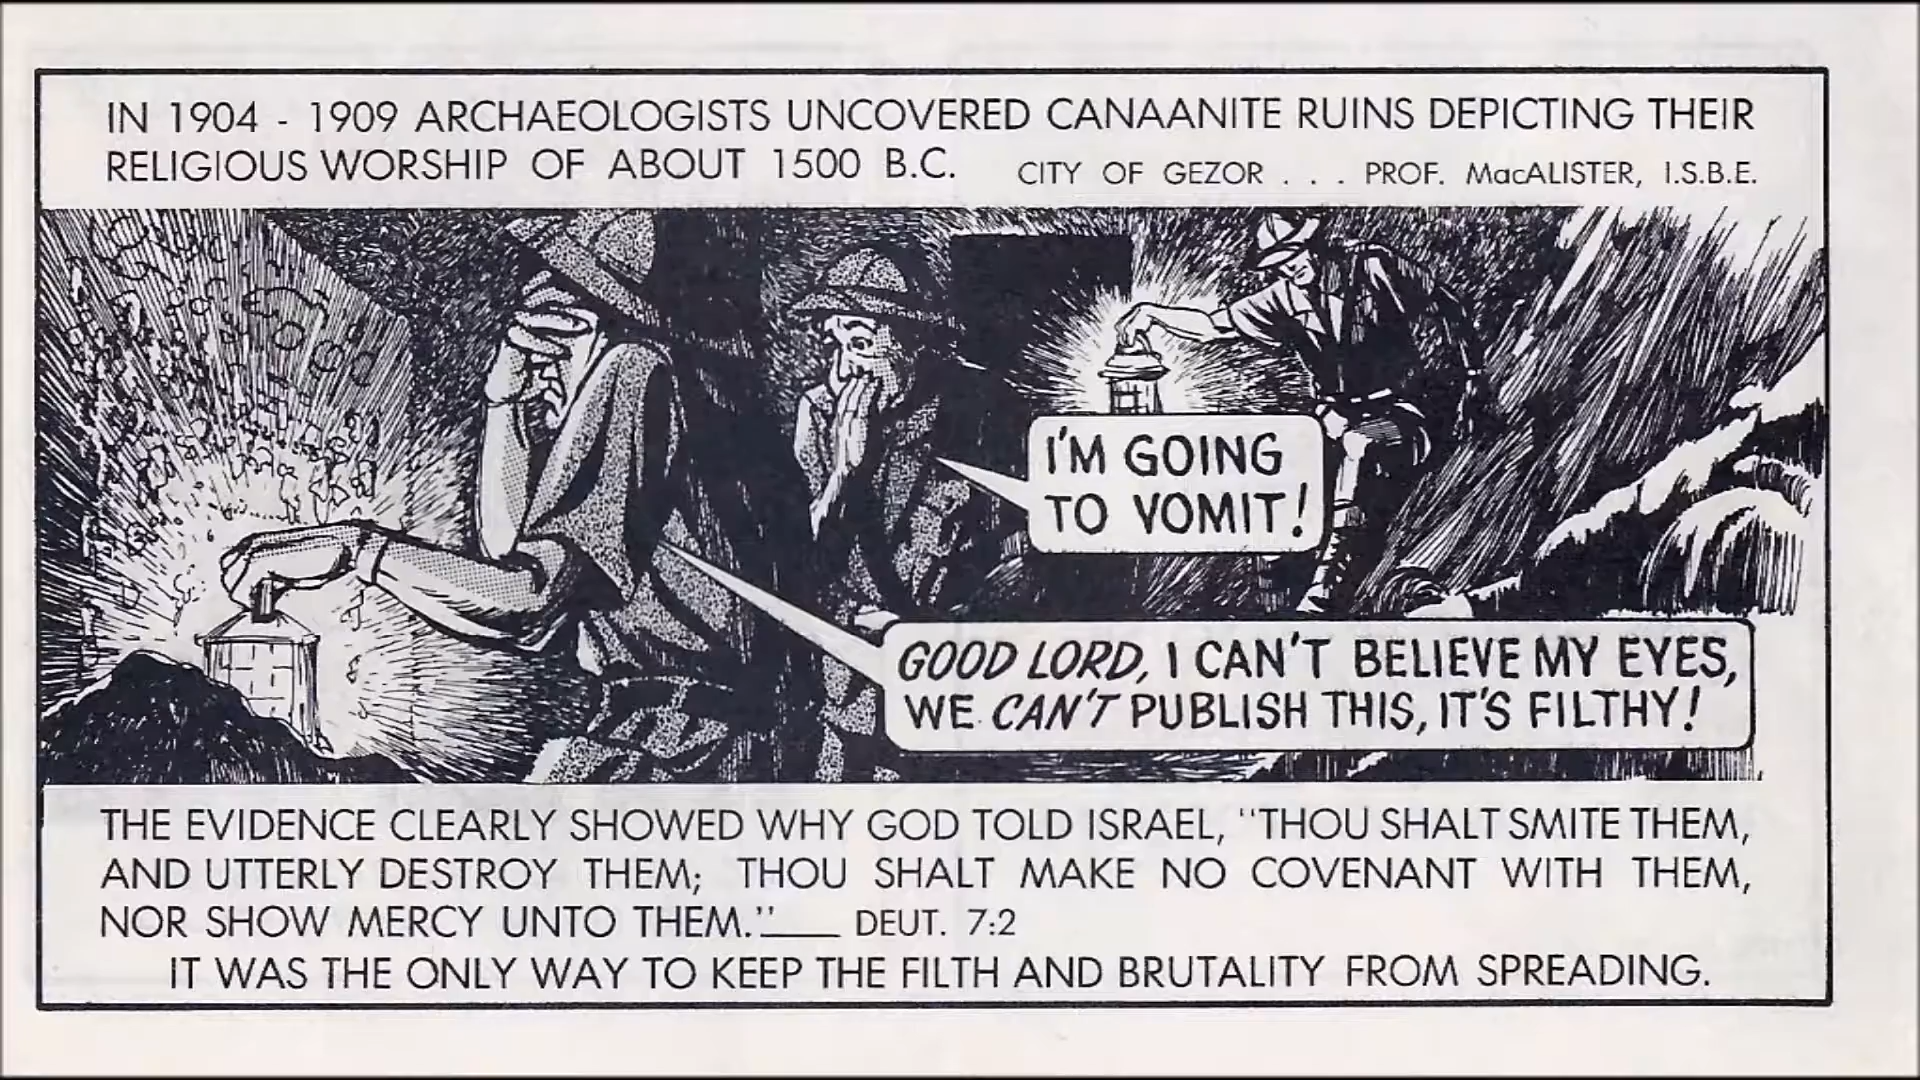 IN 1904 - 1909 ARCHAEOLOGISTS UNCOVERED CANAANITE RUINS DEPICTING THEIR
RELIGIOUS WORSHIP OF ABOUT 1500 B.C. CITY OF GEZOR . . . PROF. MacALISTER, I.S.B.E.
I'M GOING
TO VOMIT!
GOOD LORD, I CAN'T BELIEVE MY EYES,
WE CAN'T PUBLISH THIS, IT'S FILTHY!
THE EVIDENCE CLEARLY SHOWED WHY GOD TOLD ISRAEL, "THOU SHALT SMITE THEM,
AND UTTERLY DESTROY THEM; THOU SHALT MAKE NO COVENANT WITH THEM,
NOR SHOW MERCY UNTO THEM."___ DEUT. 7:2
IT WAS THE ONLY WAY TO KEEP THE FILTH AND BRUTALITY FROM SPREADING.